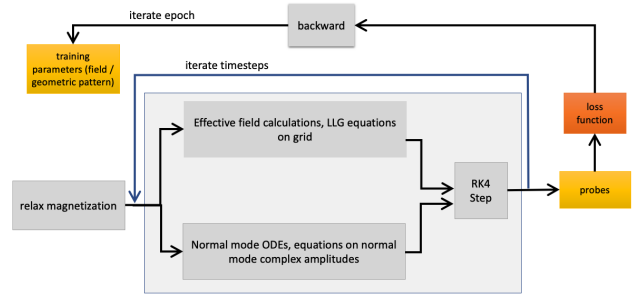 iterate epoch
backward
training
parameters (field /
geometric pattern)
iterate timesteps
loss
function
Effective field calculations, LLG equations
on grid
RK4
Step
probes
relax magnetization
Normal mode ODEs, equations on normal
mode complex amplitudes